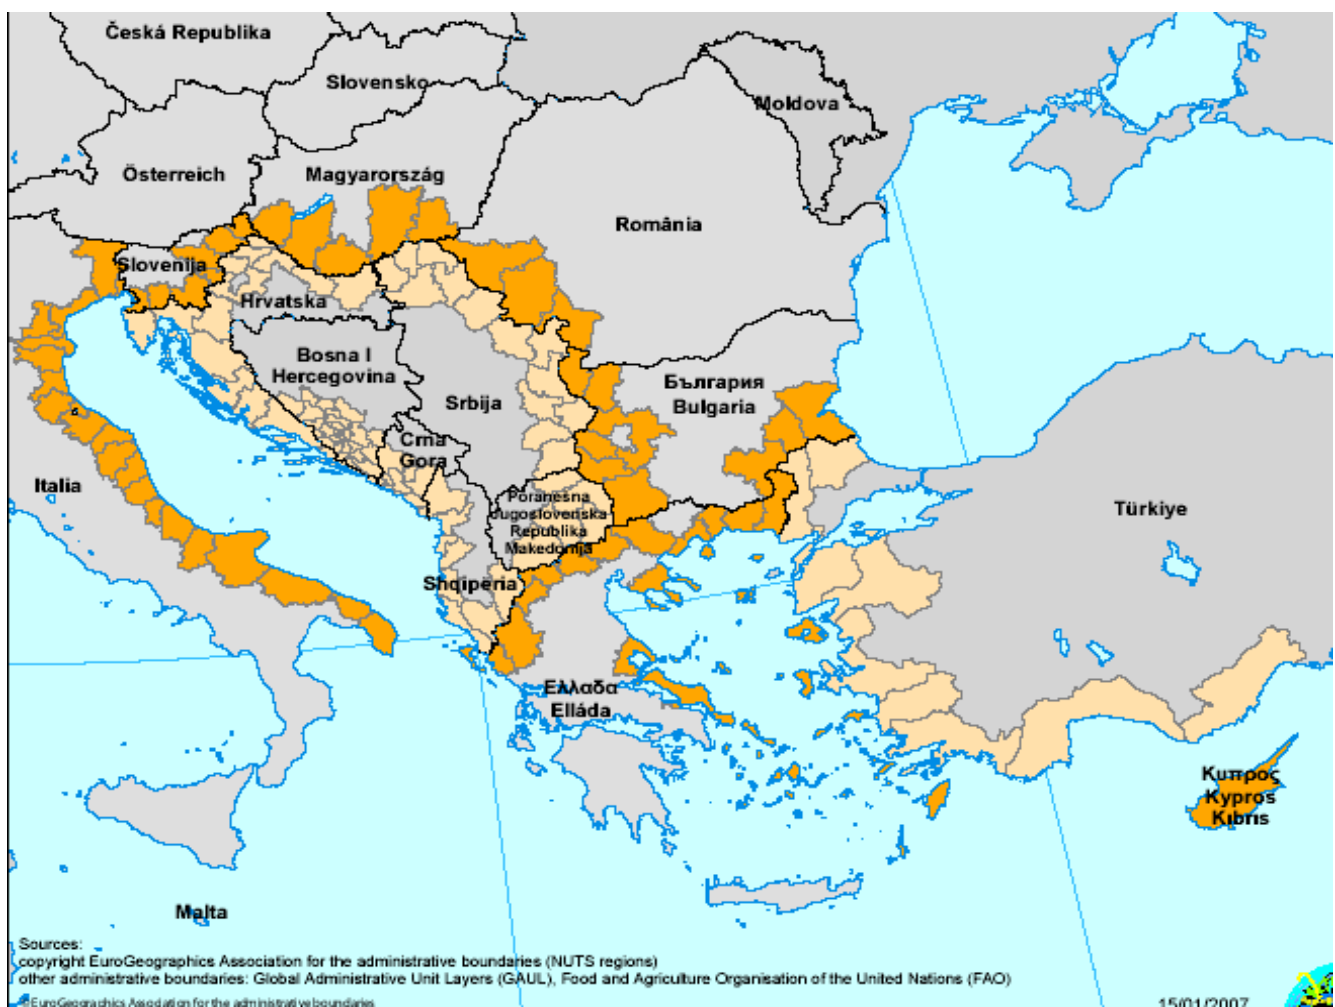 Česká Republika
Slovensko
Moldova
Österreich
Magyarország
România
Slovenija
Hrvatska
Bosna I
Hercegovina
Srbija
България
Bulgaria
Crna
Gora
Italia
Poranesna
Jugoslovenska
Republika
Makedonija
Türkiye
Shqipëria
Ελλαδα
Elláda
Κυπρος
Kypros
Kıbrıs
Malta
Sources:
copyright EuroGeographics Association for the administrative boundaries (NUTS regions)
other administrative boundaries: Global Administrative Unit Layers (GAUL), Food and Agriculture Organisation of the United Nations (FAO)
©EuroGeographics Association for the administrative boundaries
15/01/2007